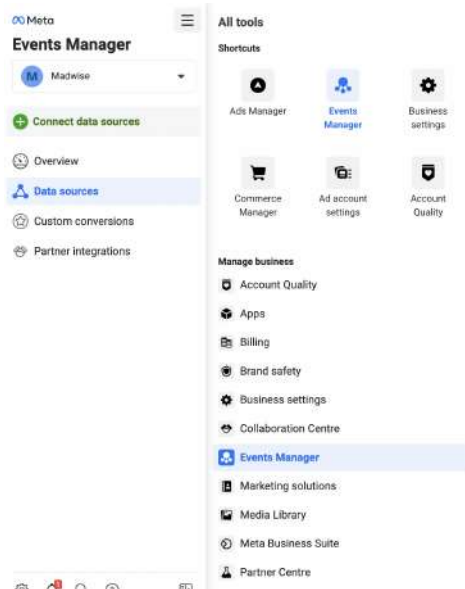 Meta
Events Manager
M Madwise
Connect data sources
Overview
Data sources
Custom conversions
Partner integrations
1
All tools
Shortcuts
Ads Manager
Events
Manager
Business
settings
Commerce
Manager
Ad account
settings
Account
Quality
Manage business
Account Quality
Apps
Billing
Brand safety
Business settings
Collaboration Centre
Events Manager
Marketing solutions
Media Library
Meta Business Suite
Partner Centre